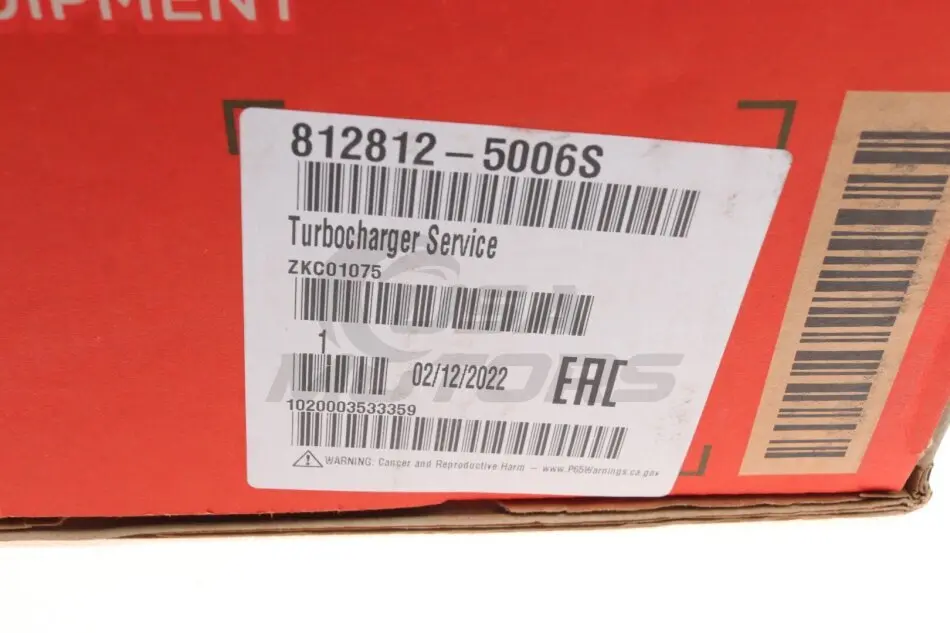 UIPMENT
812812-5006S
Turbocharger Service
ZKC01075
1
02/12/2022
EAC
1020003533359
WARNING: Cancer and Reproductive Harm - www.P65Warnings.ca.gov
MOTORS